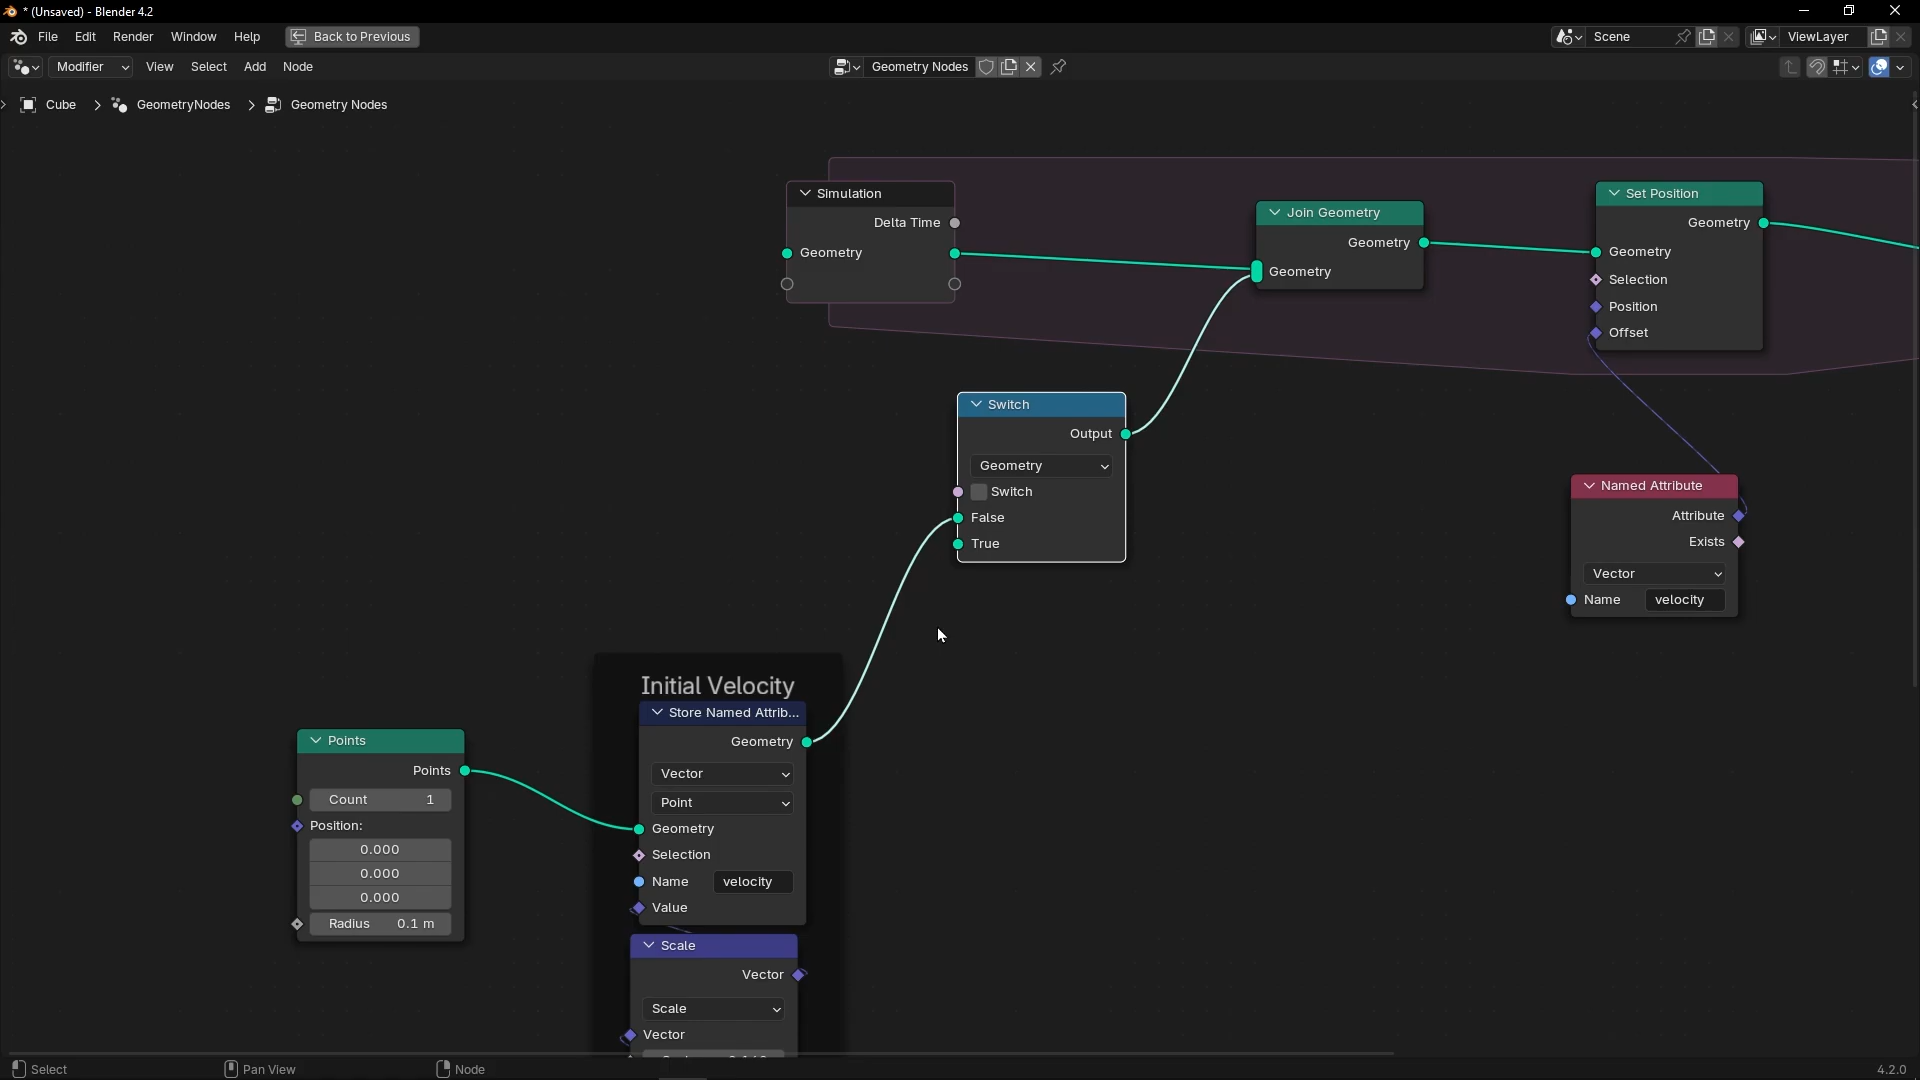 * (Unsaved) - Blender 4.2
File Edit Render Window Help Back to Previous Scene ViewLayer
Modifier View Select Add Node Geometry Nodes
Cube > GeometryNodes > Geometry Nodes
Simulation
Delta Time
Geometry
Join Geometry
Geometry
Geometry
Set Position
Geometry
Geometry
Selection
Position
Offset
Switch
Output
Geometry
Switch
False
True
Named Attribute
Attribute
Exists
Vector
Name velocity
Initial Velocity
Store Named Attrib...
Geometry
Vector
Point
Geometry
Selection
Name velocity
Value
Points
Points
Count 1
Position:
0.000
0.000
0.000
Radius 0.1 m
Scale
Vector
Scale
Vector
Select Pan View Node 4.2.0